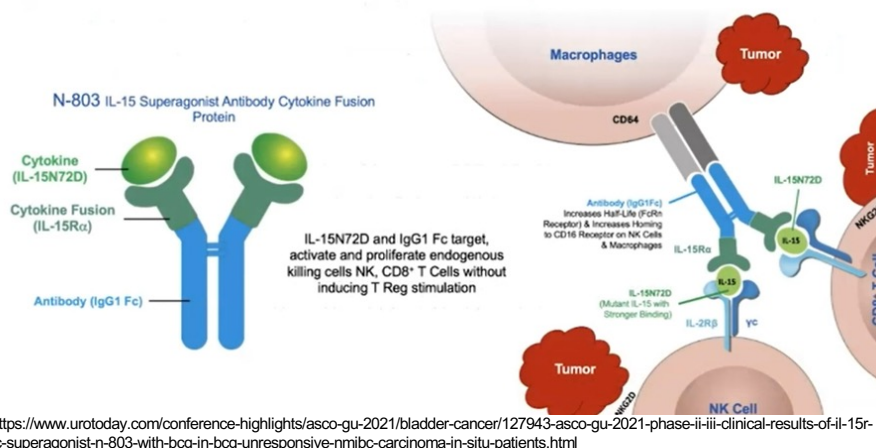 N-803 IL-15 Superagonist Antibody Cytokine Fusion
Protein
Cytokine
(IL-15N72D)
Cytokine Fusion
(IL-15Rα)
Antibody (IgG1 Fc)
IL-15N72D and IgG1 Fc target,
activate and proliferate endogenous
killing cells NK, CD8⁺ T Cells without
inducing T Reg stimulation
Macrophages
Tumor
CD64
Tumor
IL-15N72D
NKG2
Antibody (IgG1Fc)
Increases Half-Life (FcRn
Receptor) & Increases Homing
to CD16 Receptor on NK Cells
& Macrophages
IL-15
IL-15Rα
CD8+ T Cell
IL-15
IL-15N72D
(Mutant IL-15 with
Stronger Binding)
IL-2Rβ
γc
Tumor
NKG2D
NK Cell
ttps://www.urotoday.com/conference-highlights/asco-gu-2021/bladder-cancer/127943-asco-gu-2021-phase-ii-iii-clinical-results-of-il-15r-
c-superagonist-n-803-with-bcg-in-bcg-unresponsive-nmibc-carcinoma-in-situ-patients.html